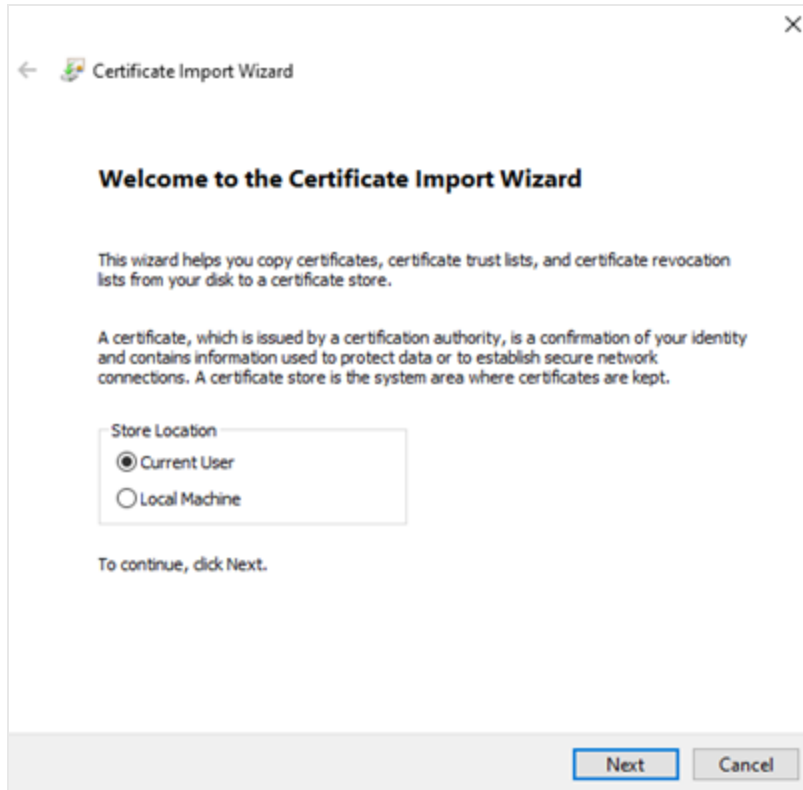 Certificate Import Wizard
Welcome to the Certificate Import Wizard
This wizard helps you copy certificates, certificate trust lists, and certificate revocation
lists from your disk to a certificate store.
A certificate, which is issued by a certification authority, is a confirmation of your identity
and contains information used to protect data or to establish secure network
connections. A certificate store is the system area where certificates are kept.
Store Location
Current User
Local Machine
To continue, click Next.
Next
Cancel